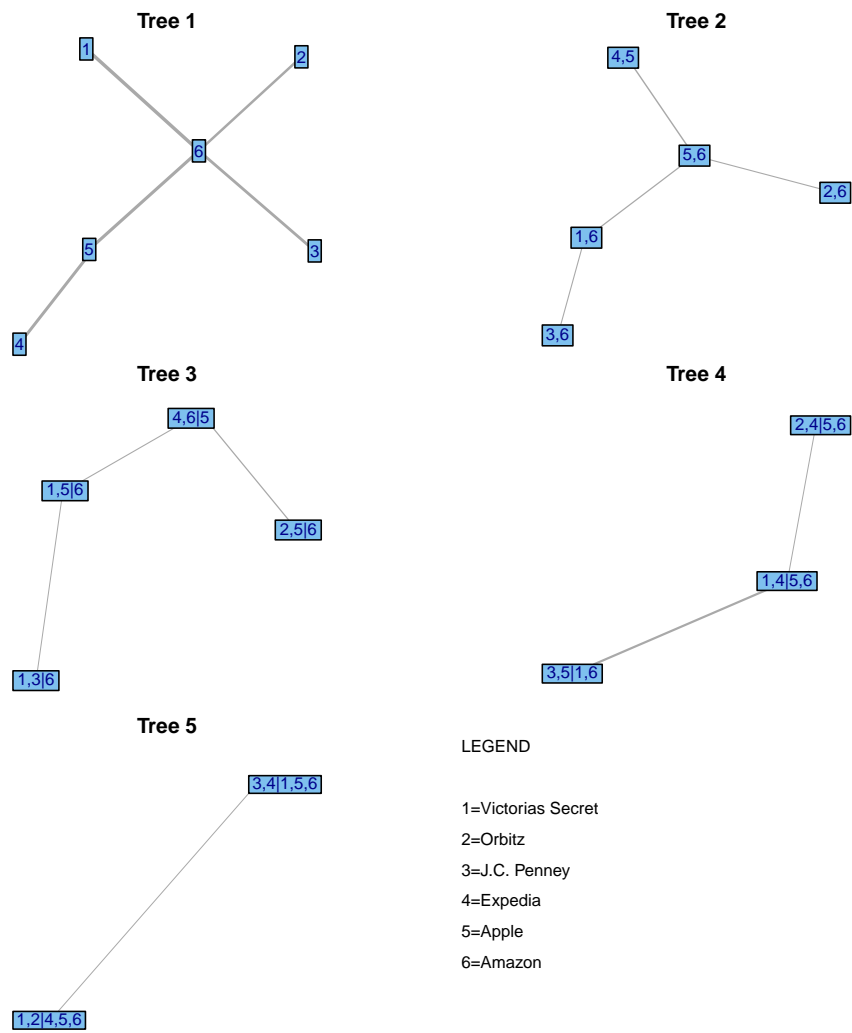 Tree 1
1
2
6
5
3
4
Tree 2
4,5
5,6
2,6
1,6
3,6
Tree 3
4,6|5
1,5|6
2,5|6
1,3|6
Tree 4
2,4|5,6
1,4|5,6
3,5|1,6
Tree 5
3,4|1,5,6
1,2|4,5,6
LEGEND
1=Victorias Secret
2=Orbitz
3=J.C. Penney
4=Expedia
5=Apple
6=Amazon